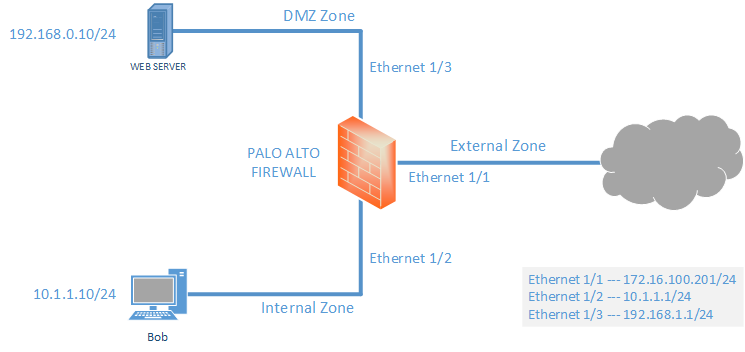 DMZ Zone
192.168.0.10/24
WEB SERVER
Ethernet 1/3
External Zone
PALO ALTO
FIREWALL
Ethernet 1/1
Ethernet 1/2
10.1.1.10/24
Internal Zone
Bob
Ethernet 1/1 --- 172.16.100.201/24
Ethernet 1/2 --- 10.1.1.1/24
Ethernet 1/3 --- 192.168.1.1/24